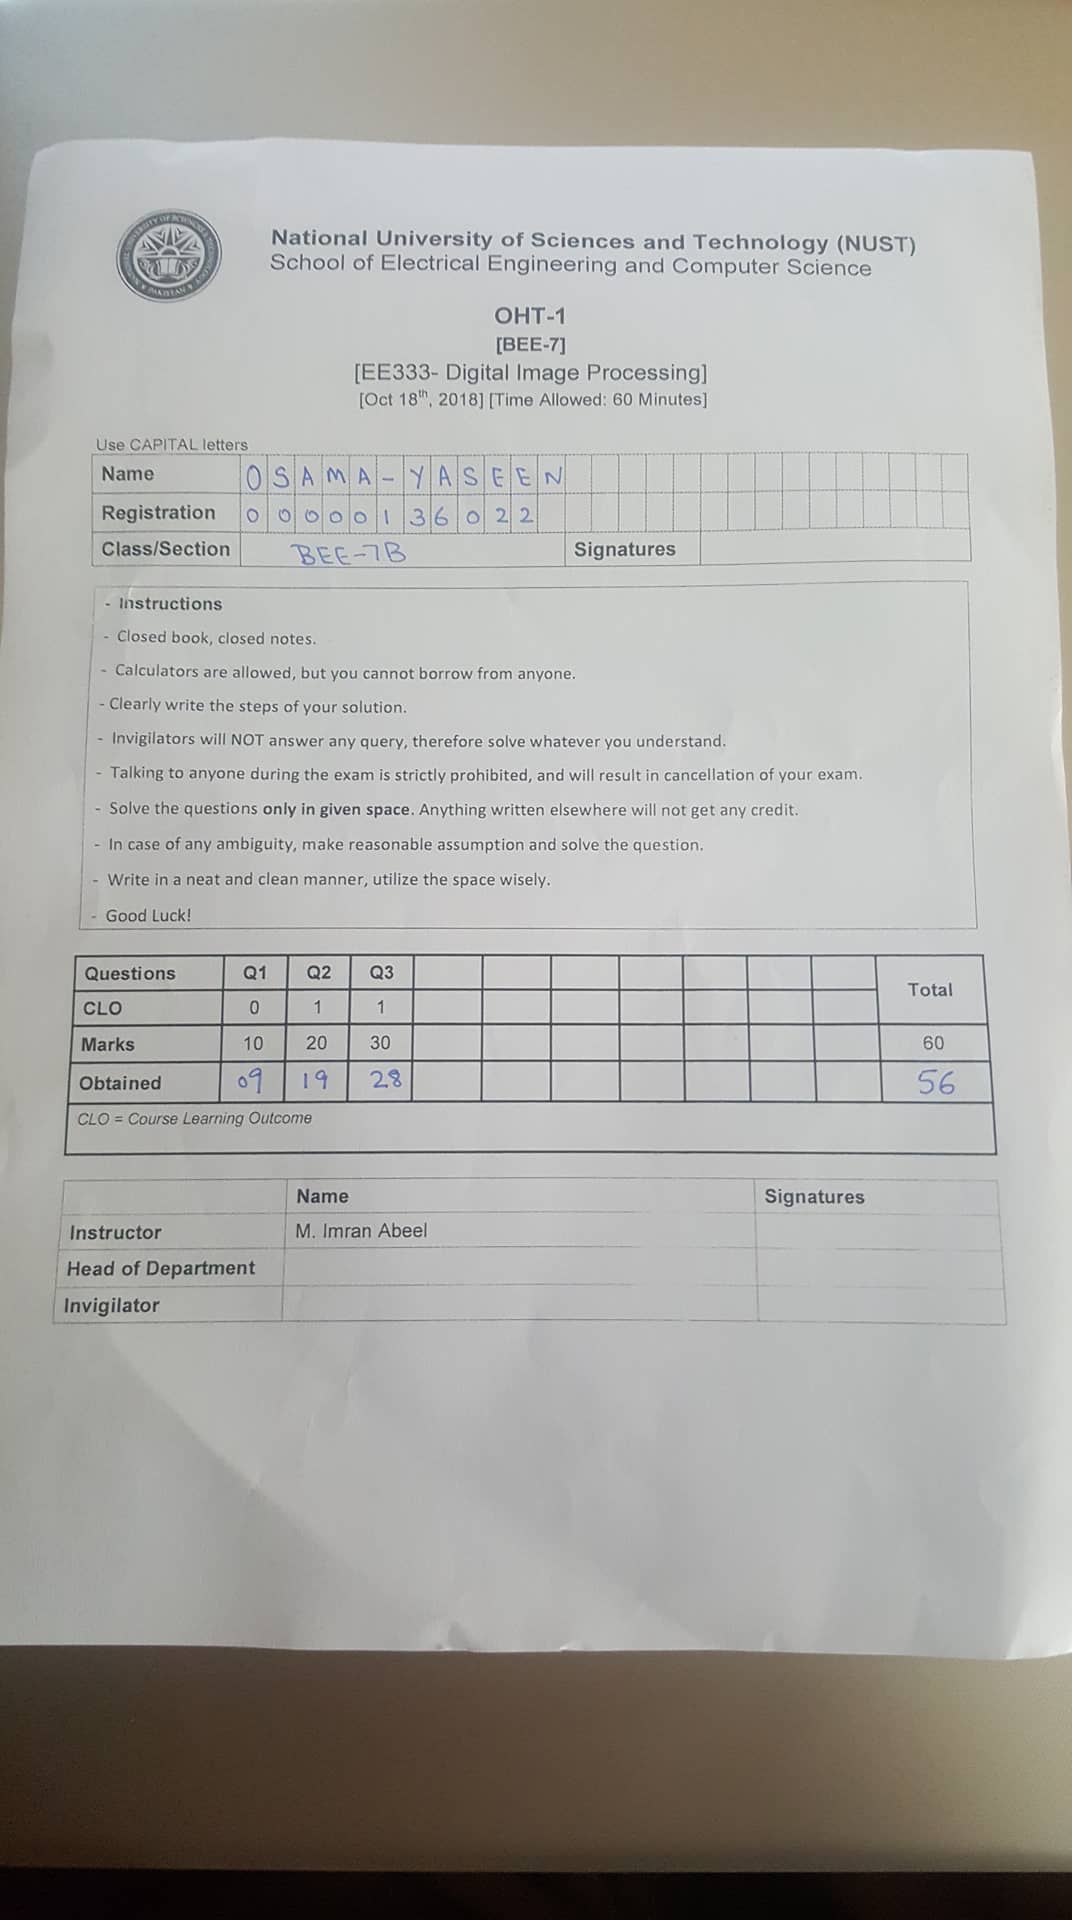 National University of Sciences and Technology (NUST)
School of Electrical Engineering and Computer Science
OHT-1
[BEE-7]
[EE333- Digital Image Processing]
[Oct 18th, 2018] [Time Allowed: 60 Minutes]
Use CAPITAL letters
Name OSAMA-YASEEN
Registration 00000136022
Class/Section BEE-7B Signatures
- Instructions
- Closed book, closed notes.
- Calculators are allowed, but you cannot borrow from anyone.
- Clearly write the steps of your solution.
- Invigilators will NOT answer any query, therefore solve whatever you understand.
- Talking to anyone during the exam is strictly prohibited, and will result in cancellation of your exam.
- Solve the questions only in given space. Anything written elsewhere will not get any credit.
- In case of any ambiguity, make reasonable assumption and solve the question.
- Write in a neat and clean manner, utilize the space wisely.
- Good Luck!
Questions Q1 Q2 Q3 Total
CLO 0 1 1
Marks 10 20 30 60
Obtained 09 19 28 56
CLO = Course Learning Outcome
Name Signatures
Instructor M. Imran Abeel
Head of Department
Invigilator